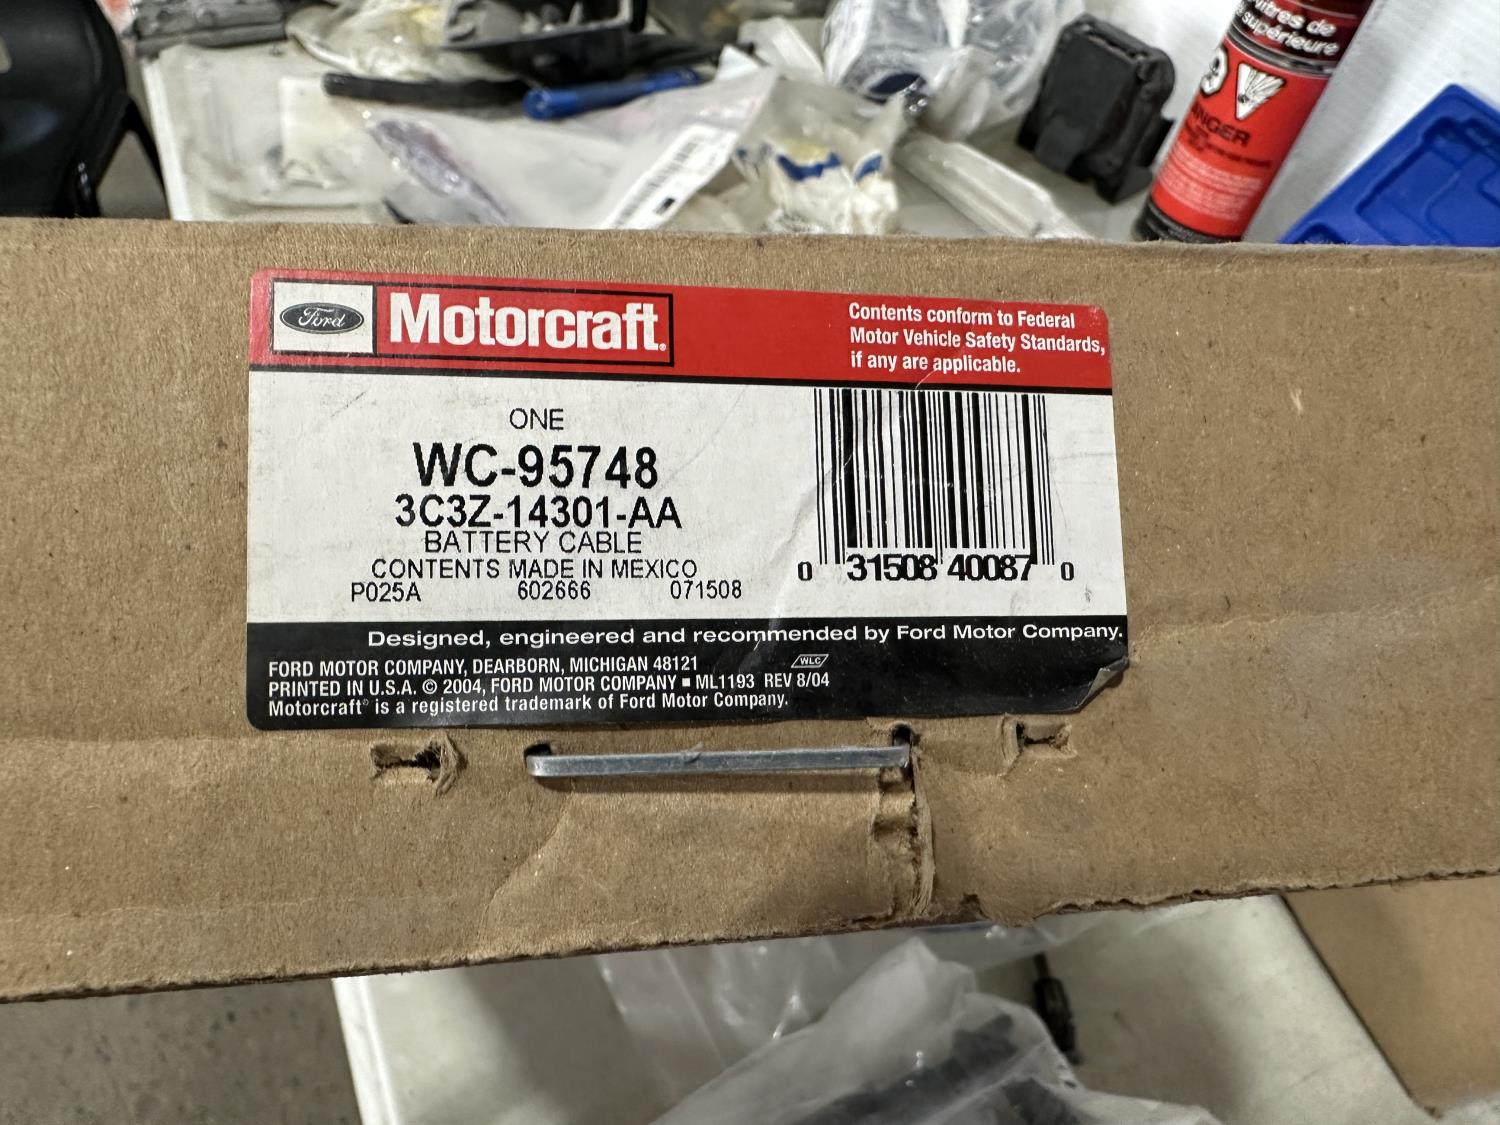 itres de
supérieure
Ford
Motorcraft®
Contents conform to Federal
Motor Vehicle Safety Standards,
if any are applicable.
ONE
WC-95748
3C3Z-14301-AA
BATTERY CABLE
CONTENTS MADE IN MEXICO
P025A 602666 071508
0 31508 40087 0
Designed, engineered and recommended by Ford Motor Company.
FORD MOTOR COMPANY, DEARBORN, MICHIGAN 48121 WLC
PRINTED IN U.S.A. © 2004, FORD MOTOR COMPANY ▪ ML1193 REV 8/04
Motorcraft® is a registered trademark of Ford Motor Company.